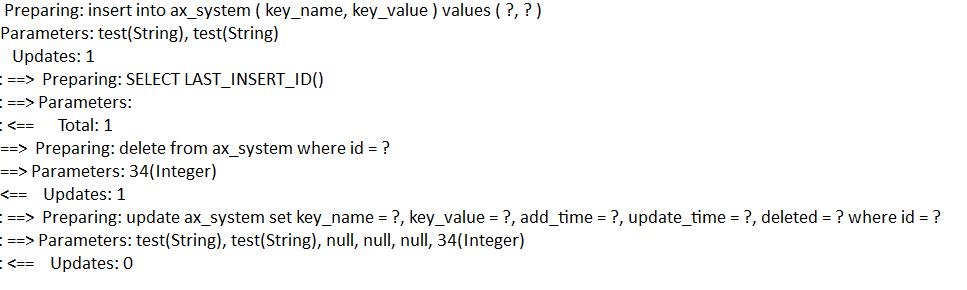 Preparing: insert into ax_system ( key_name, key_value ) values ( ?, ? )
Parameters: test(String), test(String)
Updates: 1
: ==> Preparing: SELECT LAST_INSERT_ID()
: ==> Parameters:
: <== Total: 1
==> Preparing: delete from ax_system where id = ?
==> Parameters: 34(Integer)
<== Updates: 1
: ==> Preparing: update ax_system set key_name = ?, key_value = ?, add_time = ?, update_time = ?, deleted = ? where id = ?
: ==> Parameters: test(String), test(String), null, null, null, 34(Integer)
: <== Updates: 0